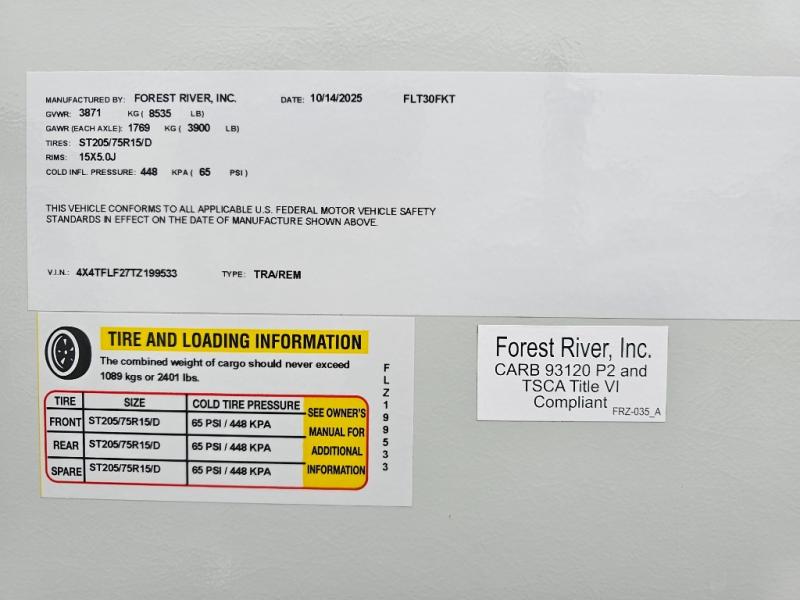 MANUFACTURED BY: FOREST RIVER, INC. DATE: 10/14/2025 FLT30FKT
GVWR: 3871 KG ( 8535 LB)
GAWR (EACH AXLE): 1769 KG ( 3900 LB)
TIRES: ST205/75R15/D
RIMS: 15X5.0J
COLD INFL. PRESSURE: 448 KPA ( 65 PSI )
THIS VEHICLE CONFORMS TO ALL APPLICABLE U.S. FEDERAL MOTOR VEHICLE SAFETY
STANDARDS IN EFFECT ON THE DATE OF MANUFACTURE SHOWN ABOVE.
V.I.N.: 4X4TFLF27TZ199533 TYPE: TRA/REM
TIRE AND LOADING INFORMATION
The combined weight of cargo should never exceed
1089 kgs or 2401 lbs.
TIRE SIZE COLD TIRE PRESSURE
FRONT ST205/75R15/D 65 PSI / 448 KPA
REAR ST205/75R15/D 65 PSI / 448 KPA
SPARE ST205/75R15/D 65 PSI / 448 KPA
SEE OWNER'S
MANUAL FOR
ADDITIONAL
INFORMATION
FLZ199533
Forest River, Inc.
CARB 93120 P2 and
TSCA Title VI
Compliant
FRZ-035_A